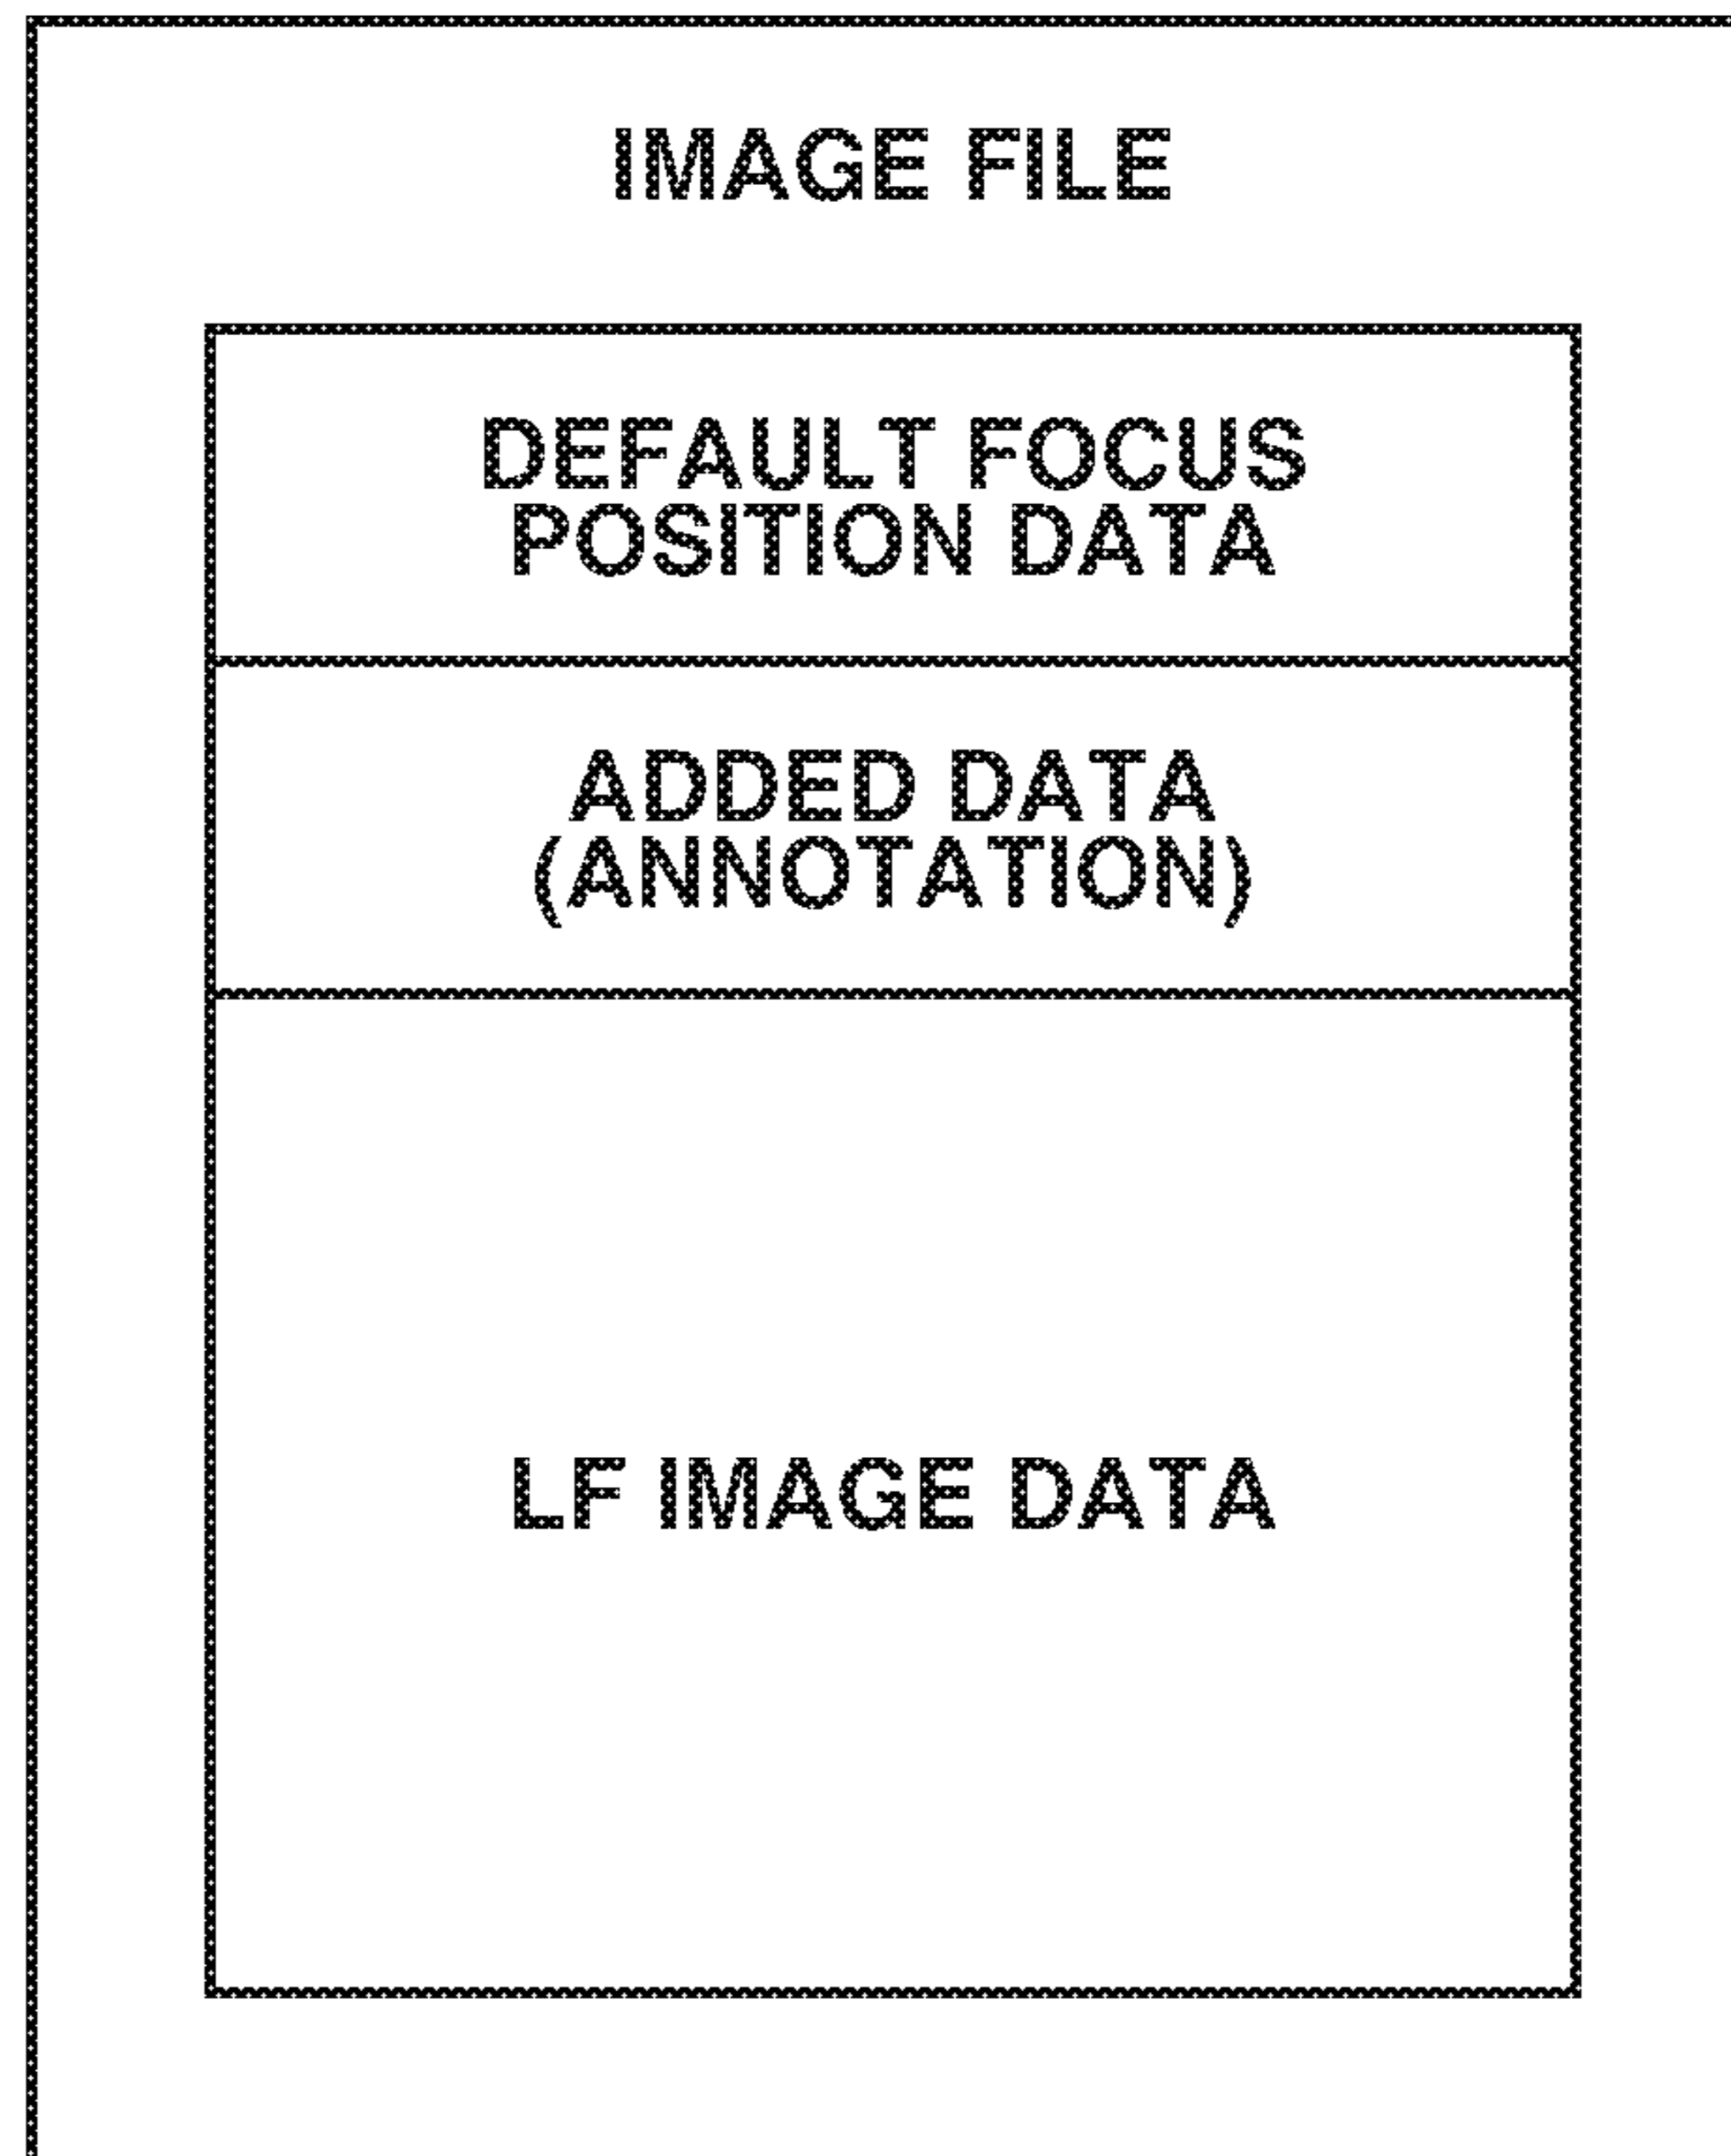 IMAGE FILE
DEFAULT FOCUS
POSITION DATA
ADDED DATA
(ANNOTATION)
LF IMAGE DATA